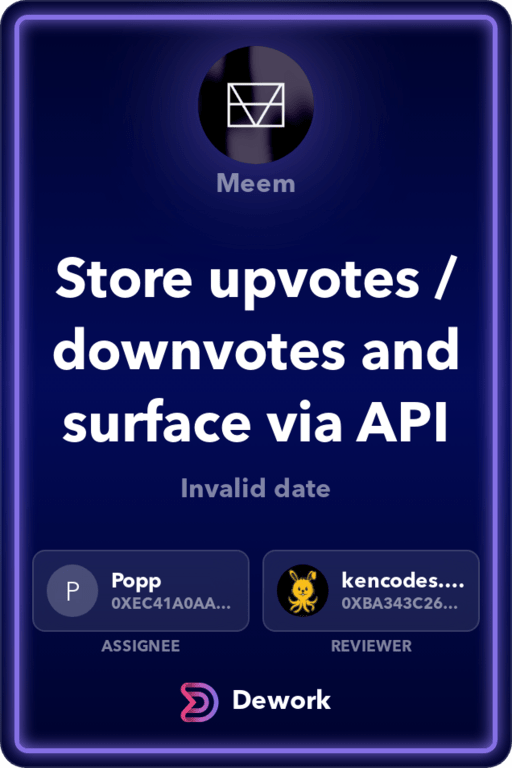 Meem
Store upvotes /
downvotes and
surface via API
Invalid date
P
Popp
0XEC41A0AA...
kencodes....
0XBA343C26...
ASSIGNEE
REVIEWER
Dework